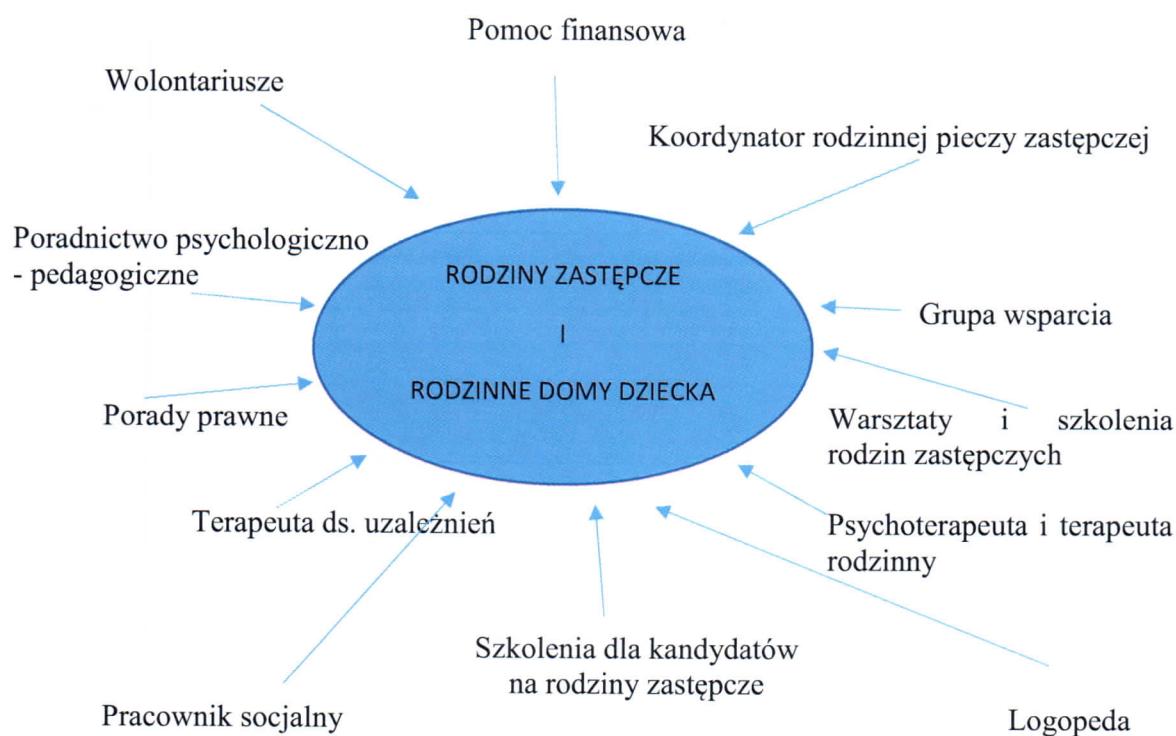 Pomoc finansowa
Wolontariusze
Koordynator rodzinnej pieczy zastępczej
Poradnictwo psychologiczno
- pedagogiczne
RODZINY ZASTĘPCZE
I
RODZINNE DOMY DZIECKA
Grupa wsparcia
Porady prawne
Warsztaty i szkolenia
rodzin zastępczych
Terapeuta ds. uzależnień
Psychoterapeuta i terapeuta
rodzinny
Szkolenia dla kandydatów
na rodziny zastępcze
Pracownik socjalny
Logopeda